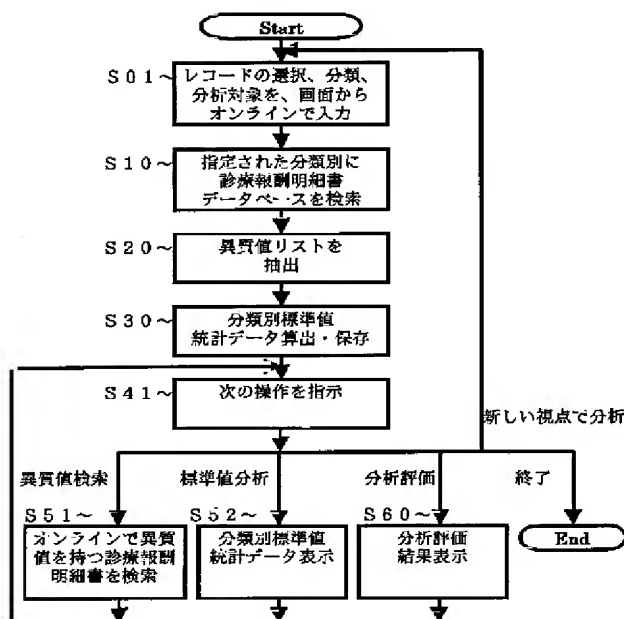 Start
S01~
レコードの選択、分類、
分析対象を、画面から
オンラインで入力
S10~
指定された分類別に
診療報酬明細書
データベースを検索
S20~
異質値リストを
抽出
S30~
分類別標準値
統計データ算出・保存
S41~
次の操作を指示
新しい視点で分析
異質値検索
標準値分析
分析評価
終了
S51~
オンラインで異質
値を持つ診療報酬
明細書を検索
S52~
分類別標準値
統計データ表示
S60~
分析評価
結果表示
End